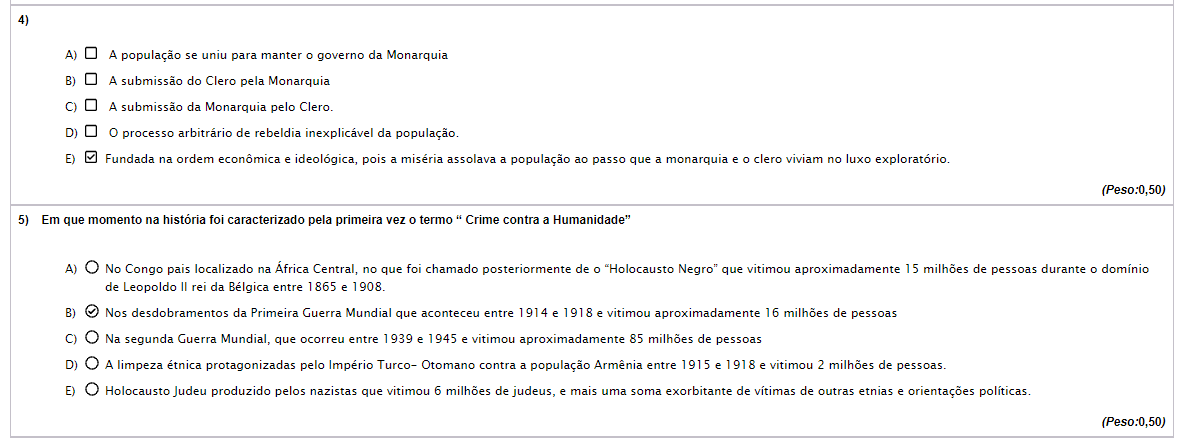 4)
A) A população se uniu para manter o governo da Monarquia
B) A submissão do Clero pela Monarquia
C) A submissão da Monarquia pelo Clero.
D) O processo arbitrário de rebeldia inexplicável da população.
E) Fundada na ordem econômica e ideológica, pois a miséria assolava a população ao passo que a monarquia e o clero viviam no luxo exploratório.
(Peso:0,50)
5) Em que momento na história foi caracterizado pela primeira vez o termo “ Crime contra a Humanidade”
A) No Congo pais localizado na África Central, no que foi chamado posteriormente de o “Holocausto Negro” que vitimou aproximadamente 15 milhões de pessoas durante o domínio
de Leopoldo II rei da Bélgica entre 1865 e 1908.
B) Nos desdobramentos da Primeira Guerra Mundial que aconteceu entre 1914 e 1918 e vitimou aproximadamente 16 milhões de pessoas
C) Na segunda Guerra Mundial, que ocorreu entre 1939 e 1945 e vitimou aproximadamente 85 milhões de pessoas
D) A limpeza étnica protagonizadas pelo Império Turco- Otomano contra a população Armênia entre 1915 e 1918 e vitimou 2 milhões de pessoas.
E) Holocausto Judeu produzido pelos nazistas que vitimou 6 milhões de judeus, e mais uma soma exorbitante de vítimas de outras etnias e orientações políticas.
(Peso:0,50)